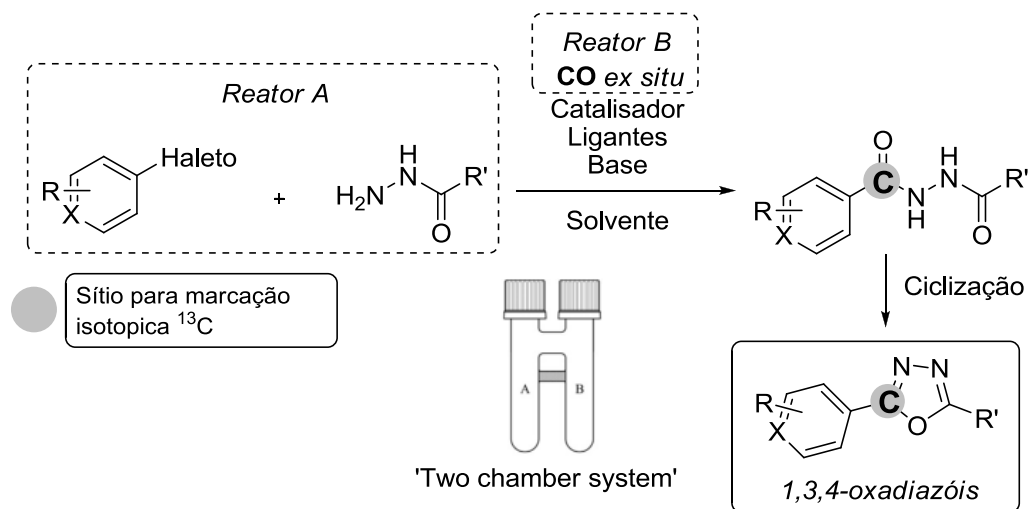 Reator A
R
X
Haleto
+
H₂N
H
N
O
R'
Reator B
CO ex situ
Catalisador
Ligantes
Base
Solvente
R
X
O
C
N
H
H
N
O
R'
Sítio para marcação
isotopica ¹³C
A B
'Two chamber system'
Ciclização
R
X
C
N N
O
R'
1,3,4-oxadiazóis